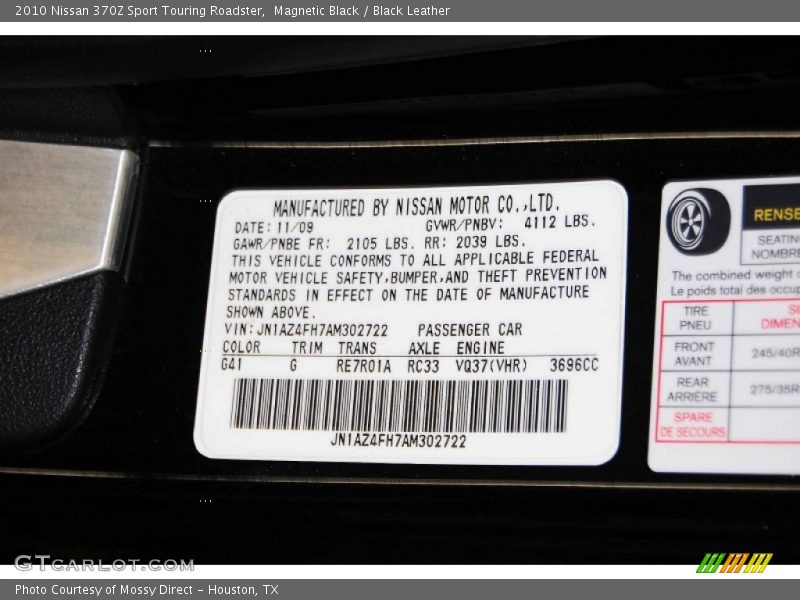 2010 Nissan 370Z Sport Touring Roadster, Magnetic Black / Black Leather
MANUFACTURED BY NISSAN MOTOR CO.,LTD.
DATE: 11/09 GVWR/PNBV: 4112 LBS.
GAWR/PNBE FR: 2105 LBS. RR: 2039 LBS.
THIS VEHICLE CONFORMS TO ALL APPLICABLE FEDERAL
MOTOR VEHICLE SAFETY,BUMPER,AND THEFT PREVENTION
STANDARDS IN EFFECT ON THE DATE OF MANUFACTURE
SHOWN ABOVE.
VIN:JN1AZ4FH7AM302722 PASSENGER CAR
COLOR TRIM TRANS AXLE ENGINE
G41 G RE7R01A RC33 VQ37(VHR) 3696CC
JN1AZ4FH7AM302722
RENSE
SEATING
NOMBRE
The combined weight
Le poids total des occup
TIRE
PNEU
SI
DIMEN
FRONT
AVANT
245/40R
REAR
ARRIÈRE
275/35R
SPARE
DE SECOURS
GTcarlot.com
Photo Courtesy of Mossy Direct – Houston, TX